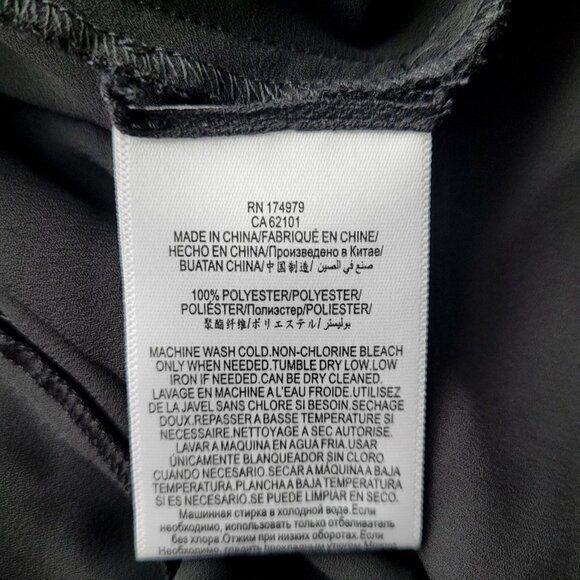 RN 174979
CA 62101
MADE IN CHINA/FABRIQUÉ EN CHINE/
HECHO EN CHINA/Произведено в Китае/
BUATAN CHINA/中国制造/ صنع في الصين
100% POLYESTER/POLYESTER/
POLIÉSTER/Полиэстер/POLYESTER/
聚酯纤维/ポリエステル/ بوليستر
MACHINE WASH COLD.NON-CHLORINE BLEACH
ONLY WHEN NEEDED.TUMBLE DRY LOW.LOW
IRON IF NEEDED.CAN BE DRY CLEANED.
LAVAGE EN MACHINE A L'EAU FROIDE.UTILISEZ
DE LA JAVEL SANS CHLORE SI BESOIN.SECHAGE
DOUX.REPASSER A BASSE TEMPERATURE SI
NECESSAIRE.NETTOYAGE A SEC AUTORISE.
LAVAR A MAQUINA EN AGUA FRIA.USAR
ÚNICAMENTE BLANQUEADOR SIN CLORO
CUANDO NECESARIO.SECAR A MÁQUINA A BAJA
TEMPERATURA.PLANCHA A BAJA TEMPERATURA
SI ES NECESARIO.SE PUEDE LIMPIAR EN SECO.
Машинная стирка в холодной воде.Если
необходимо, использовать только отбеливатель
без хлора.Отжим при низких оборотах.Если
необходимо, гладить прохладным утюгом.Можно